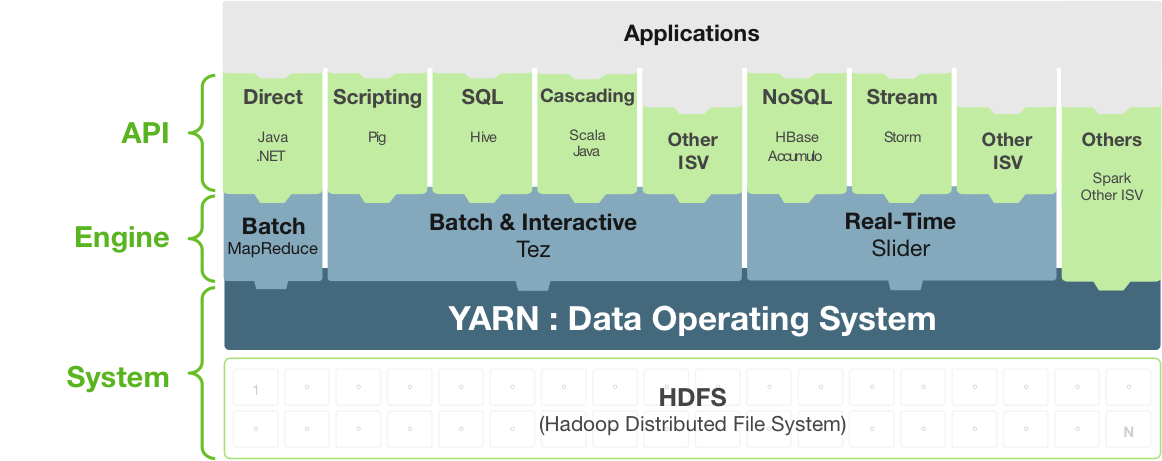 Applications
API
Direct
Java
.NET
Scripting
Pig
SQL
Hive
Cascading
Scala
Java
Other
ISV
NoSQL
HBase
Accumulo
Stream
Storm
Other
ISV
Others
Spark
Other ISV
Engine
Batch
MapReduce
Batch & Interactive
Tez
Real-Time
Slider
System
YARN : Data Operating System
1
HDFS
(Hadoop Distributed File System)
N